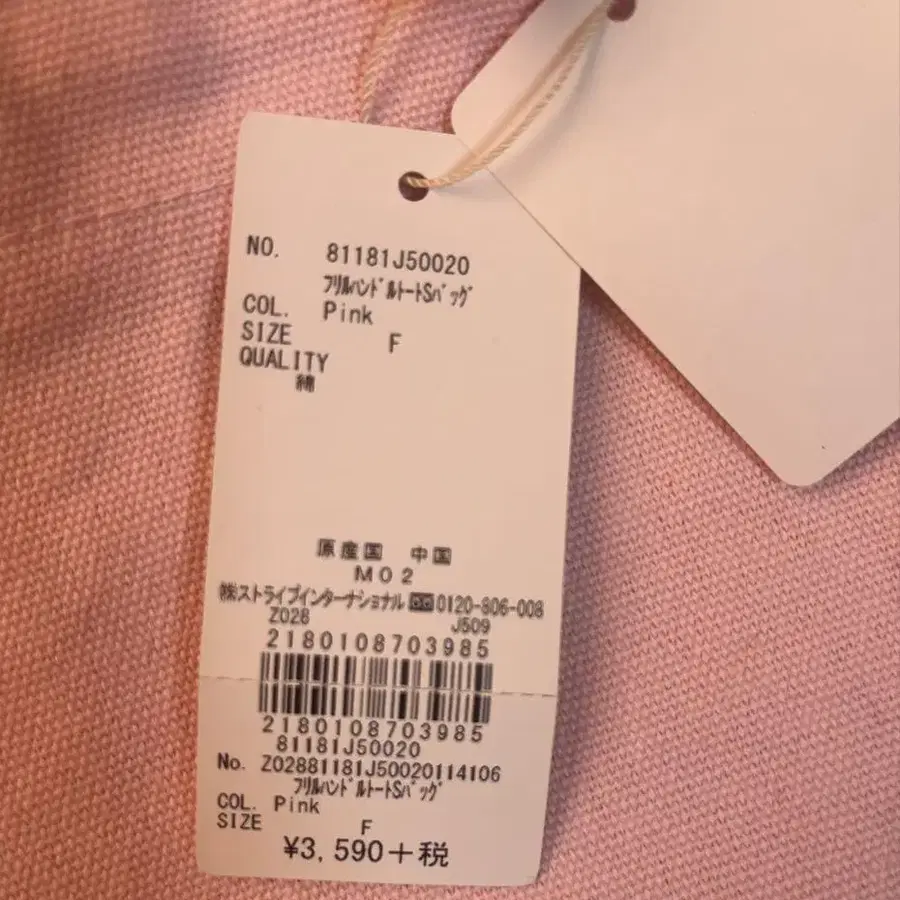 NO. 81181J50020
フリルハンドルトートSバッグ
COL. Pink
SIZE F
QUALITY
綿
原産国 中国
M02
㈱ストライプインターナショナル 0120-806-008
Z028 J509
2180108703985
2180108703985
81181J50020
No. Z02881181J50020114106
フリルハンドルトートSバッグ
COL. Pink
SIZE F
¥3,590+税